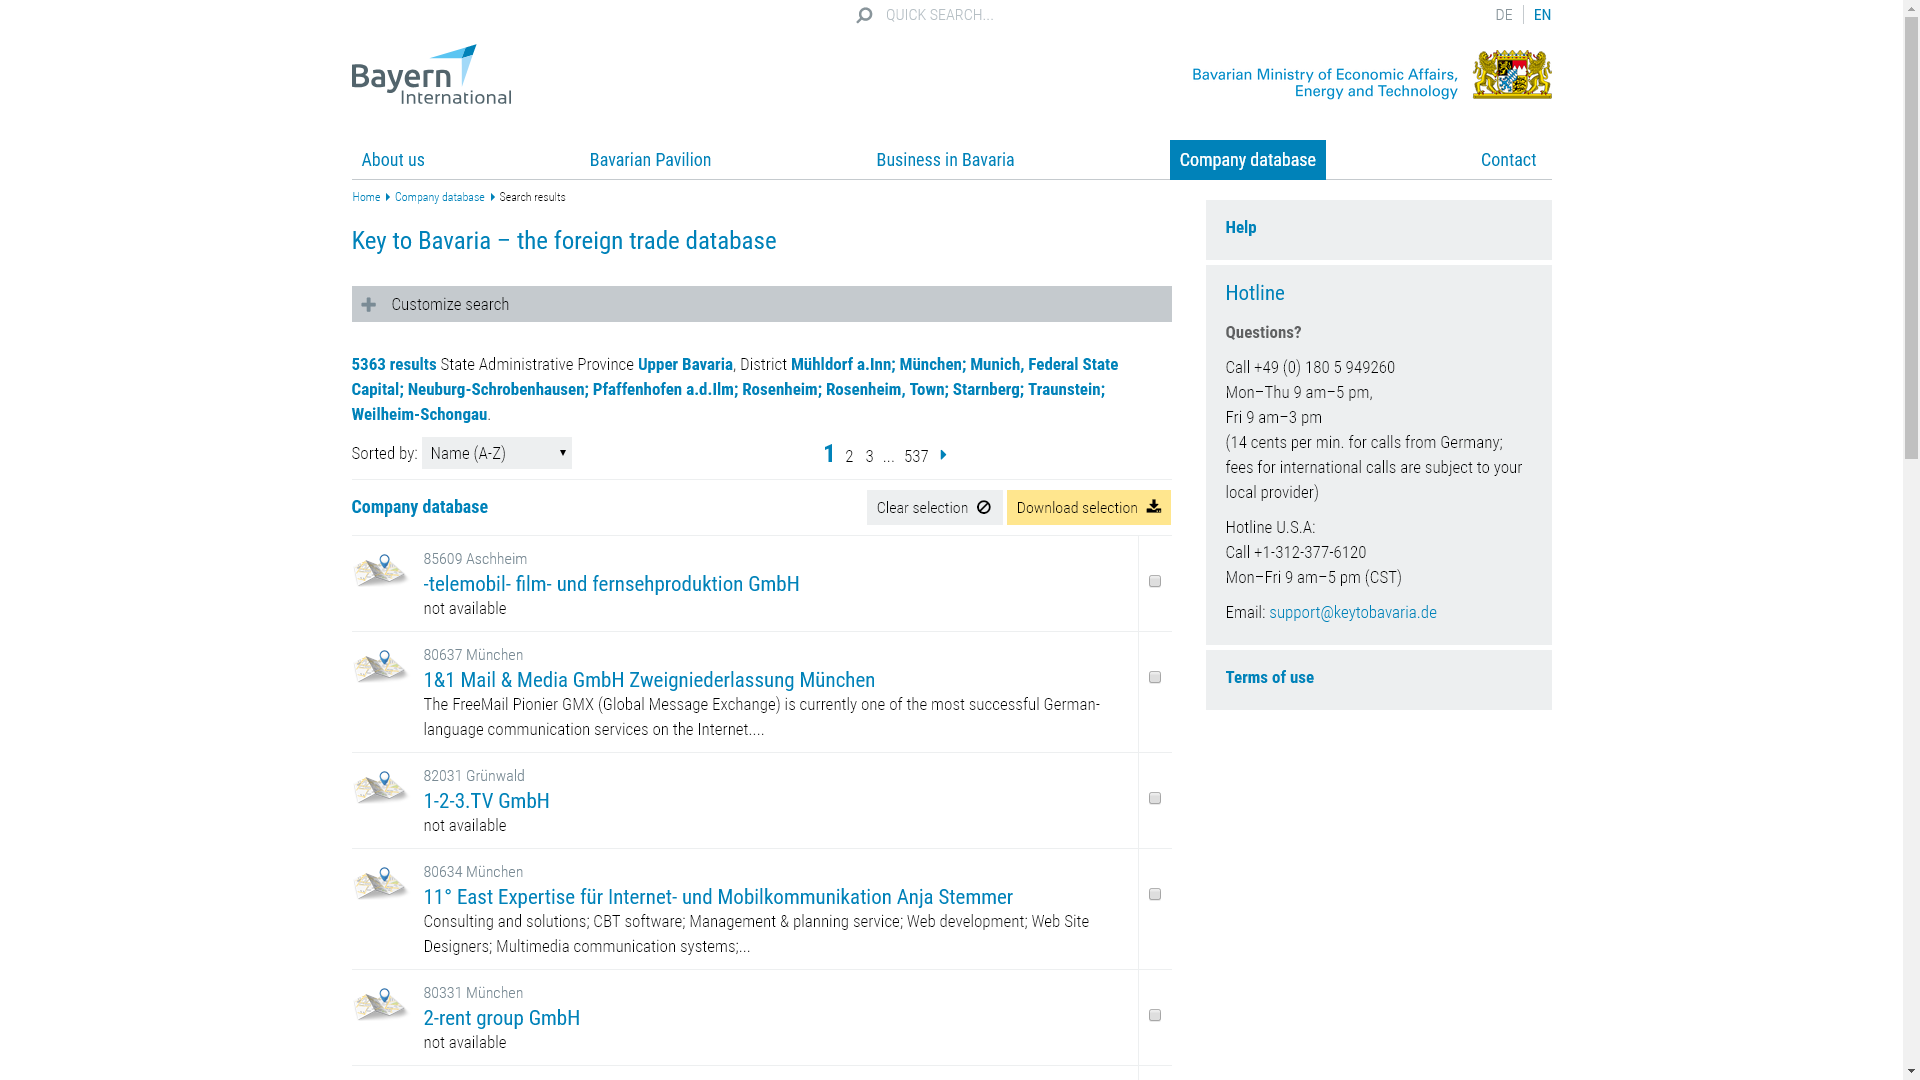 QUICK SEARCH...
DE
EN
Bayern
International
Bavarian Ministry of Economic Affairs,
Energy and Technology
About us
Bavarian Pavilion
Business in Bavaria
Company database
Contact
Home
Company database
Search results
Key to Bavaria – the foreign trade database
Customize search
5363 results State Administrative Province Upper Bavaria, District Mühldorf a.Inn; München; Munich, Federal State
Capital; Neuburg-Schrobenhausen; Pfaffenhofen a.d.Ilm; Rosenheim; Rosenheim, Town; Starnberg; Traunstein;
Weilheim-Schongau.
Sorted by: Name (A-Z)
1 2 3 ... 537
Company database
Clear selection
Download selection
85609 Aschheim
-telemobil- film- und fernsehproduktion GmbH
not available
80637 München
1&1 Mail & Media GmbH Zweigniederlassung München
The FreeMail Pionier GMX (Global Message Exchange) is currently one of the most successful German-
language communication services on the Internet....
82031 Grünwald
1-2-3.TV GmbH
not available
80634 München
11° East Expertise für Internet- und Mobilkommunikation Anja Stemmer
Consulting and solutions; CBT software; Management & planning service; Web development; Web Site
Designers; Multimedia communication systems;...
80331 München
2-rent group GmbH
not available
Help
Hotline
Questions?
Call +49 (0) 180 5 949260
Mon–Thu 9 am–5 pm,
Fri 9 am–3 pm
(14 cents per min. for calls from Germany;
fees for international calls are subject to your
local provider)
Hotline U.S.A:
Call +1-312-377-6120
Mon–Fri 9 am–5 pm (CST)
Email: support@keytobavaria.de
Terms of use